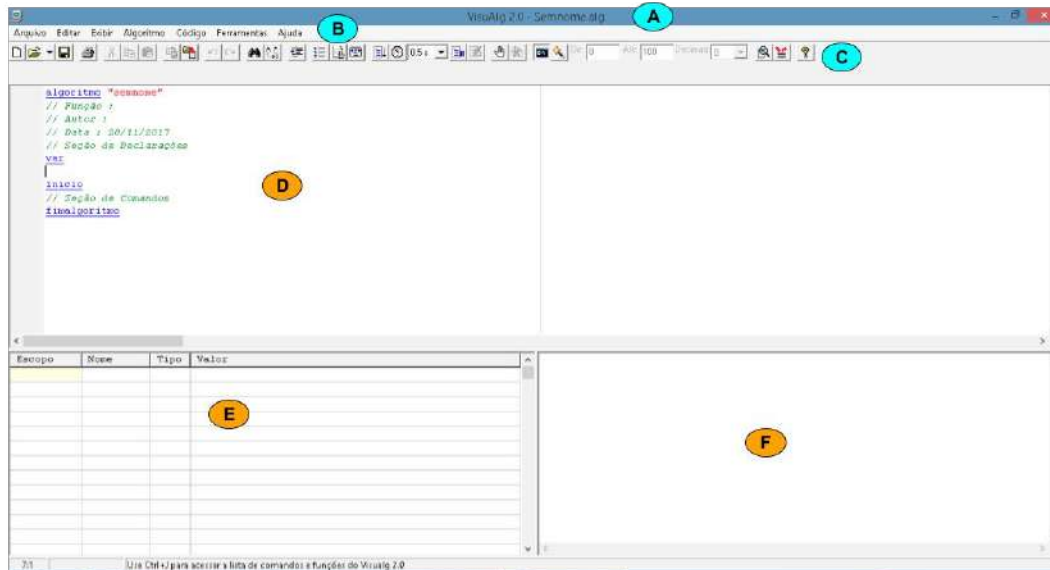 VisuAlg 2.0 - Semnome.alg
A
Arquivo Editar Exibir Algoritmo Código Ferramentas Ajuda
B
0.5 s
De: 0 Até: 100 Decimais 0
C
algoritmo "semnome"
// Função :
// Autor :
// Data : 20/11/2017
// Seção de Declarações
var
inicio
D
// Seção de Comandos
fimalgoritmo
Escopo Nome Tipo Valor
E
F
7:1 Use Ctrl+J para acessar a lista de comandos e funções do Visualg 2.0